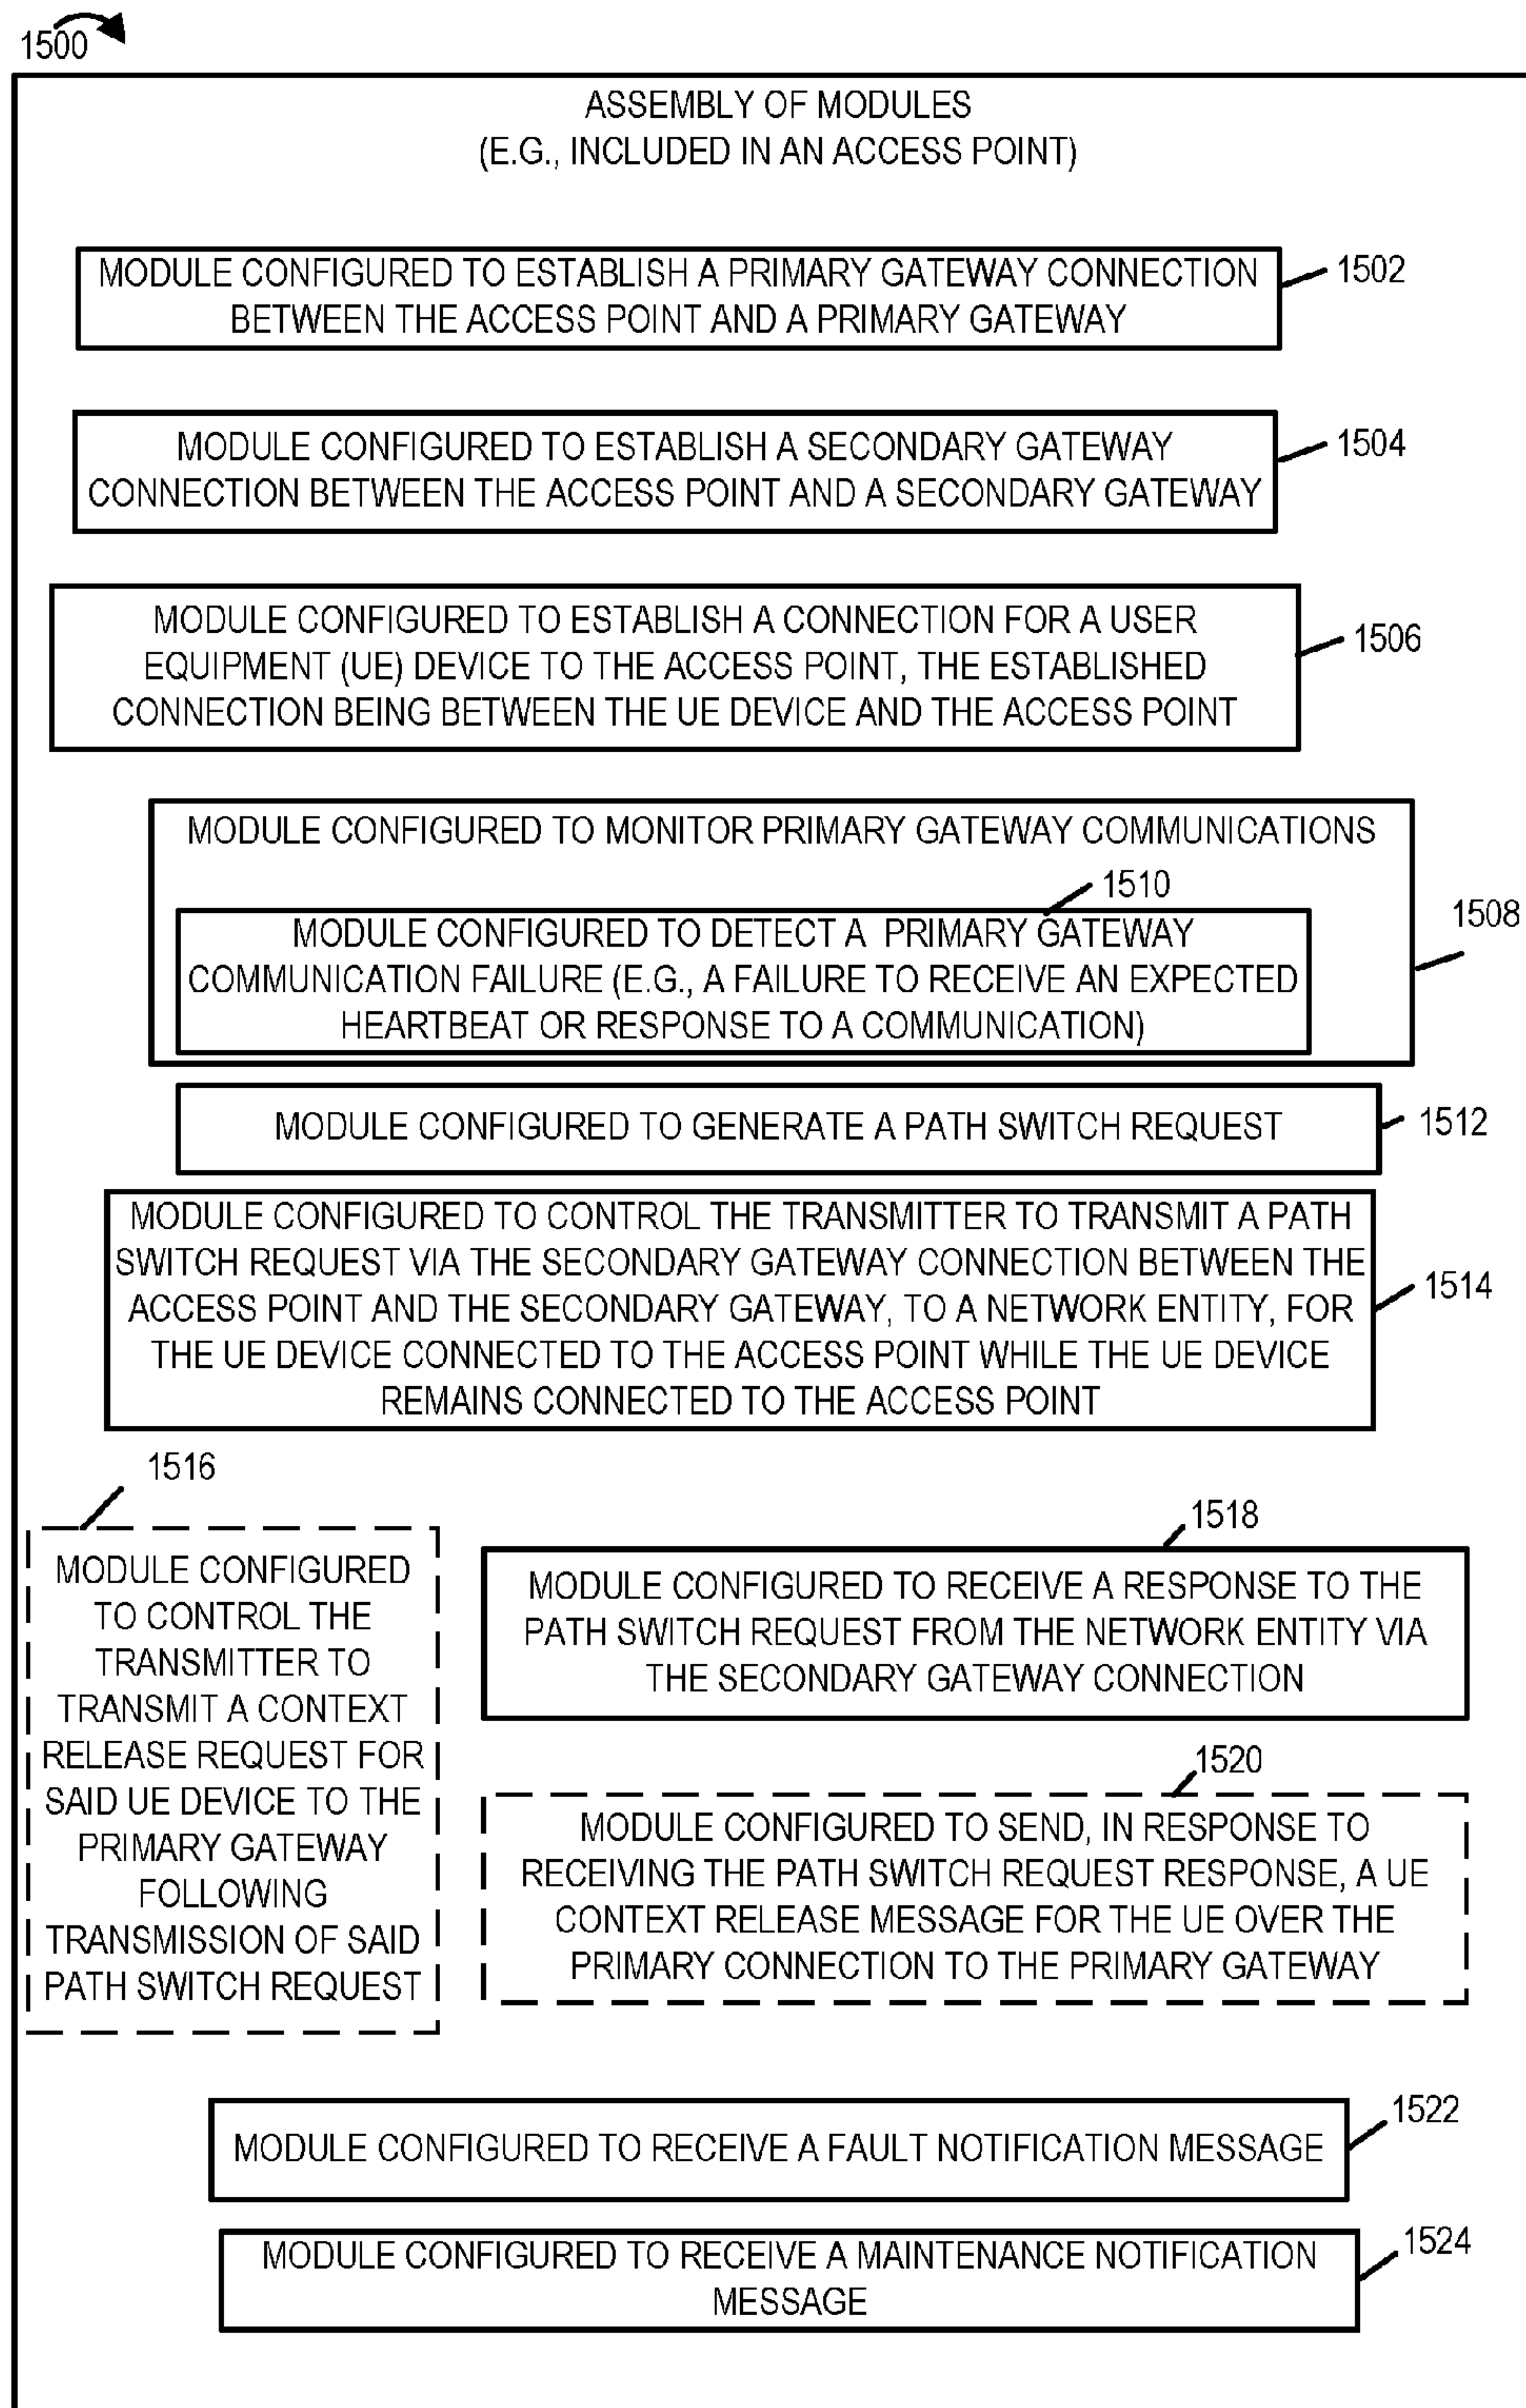 1500
ASSEMBLY OF MODULES
(E.G., INCLUDED IN AN ACCESS POINT)
MODULE CONFIGURED TO ESTABLISH A PRIMARY GATEWAY CONNECTION
BETWEEN THE ACCESS POINT AND A PRIMARY GATEWAY
1502
MODULE CONFIGURED TO ESTABLISH A SECONDARY GATEWAY
CONNECTION BETWEEN THE ACCESS POINT AND A SECONDARY GATEWAY
1504
MODULE CONFIGURED TO ESTABLISH A CONNECTION FOR A USER
EQUIPMENT (UE) DEVICE TO THE ACCESS POINT, THE ESTABLISHED
CONNECTION BEING BETWEEN THE UE DEVICE AND THE ACCESS POINT
1506
MODULE CONFIGURED TO MONITOR PRIMARY GATEWAY COMMUNICATIONS
1508
1510
MODULE CONFIGURED TO DETECT A PRIMARY GATEWAY
COMMUNICATION FAILURE (E.G., A FAILURE TO RECEIVE AN EXPECTED
HEARTBEAT OR RESPONSE TO A COMMUNICATION)
MODULE CONFIGURED TO GENERATE A PATH SWITCH REQUEST
1512
MODULE CONFIGURED TO CONTROL THE TRANSMITTER TO TRANSMIT A PATH
SWITCH REQUEST VIA THE SECONDARY GATEWAY CONNECTION BETWEEN THE
ACCESS POINT AND THE SECONDARY GATEWAY, TO A NETWORK ENTITY, FOR
THE UE DEVICE CONNECTED TO THE ACCESS POINT WHILE THE UE DEVICE
REMAINS CONNECTED TO THE ACCESS POINT
1514
1516
MODULE CONFIGURED
TO CONTROL THE
TRANSMITTER TO
TRANSMIT A CONTEXT
RELEASE REQUEST FOR
SAID UE DEVICE TO THE
PRIMARY GATEWAY
FOLLOWING
TRANSMISSION OF SAID
PATH SWITCH REQUEST
1518
MODULE CONFIGURED TO RECEIVE A RESPONSE TO THE
PATH SWITCH REQUEST FROM THE NETWORK ENTITY VIA
THE SECONDARY GATEWAY CONNECTION
1520
MODULE CONFIGURED TO SEND, IN RESPONSE TO
RECEIVING THE PATH SWITCH REQUEST RESPONSE, A UE
CONTEXT RELEASE MESSAGE FOR THE UE OVER THE
PRIMARY CONNECTION TO THE PRIMARY GATEWAY
MODULE CONFIGURED TO RECEIVE A FAULT NOTIFICATION MESSAGE
1522
MODULE CONFIGURED TO RECEIVE A MAINTENANCE NOTIFICATION
MESSAGE
1524